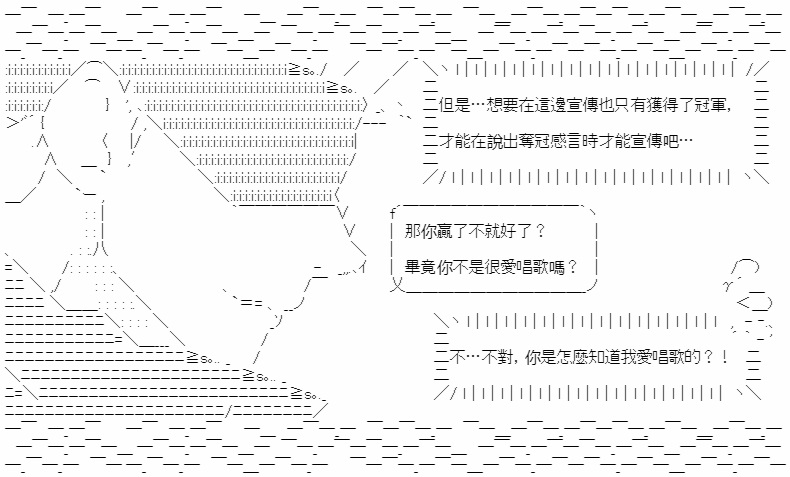 但是…想要在這邊宣傳也只有獲得了冠軍,
才能在說出奪冠感言時才能宣傳吧…
那你贏了不就好了？
畢竟你不是很愛唱歌嗎？
不…不對,你是怎麼知道我愛唱歌的？！